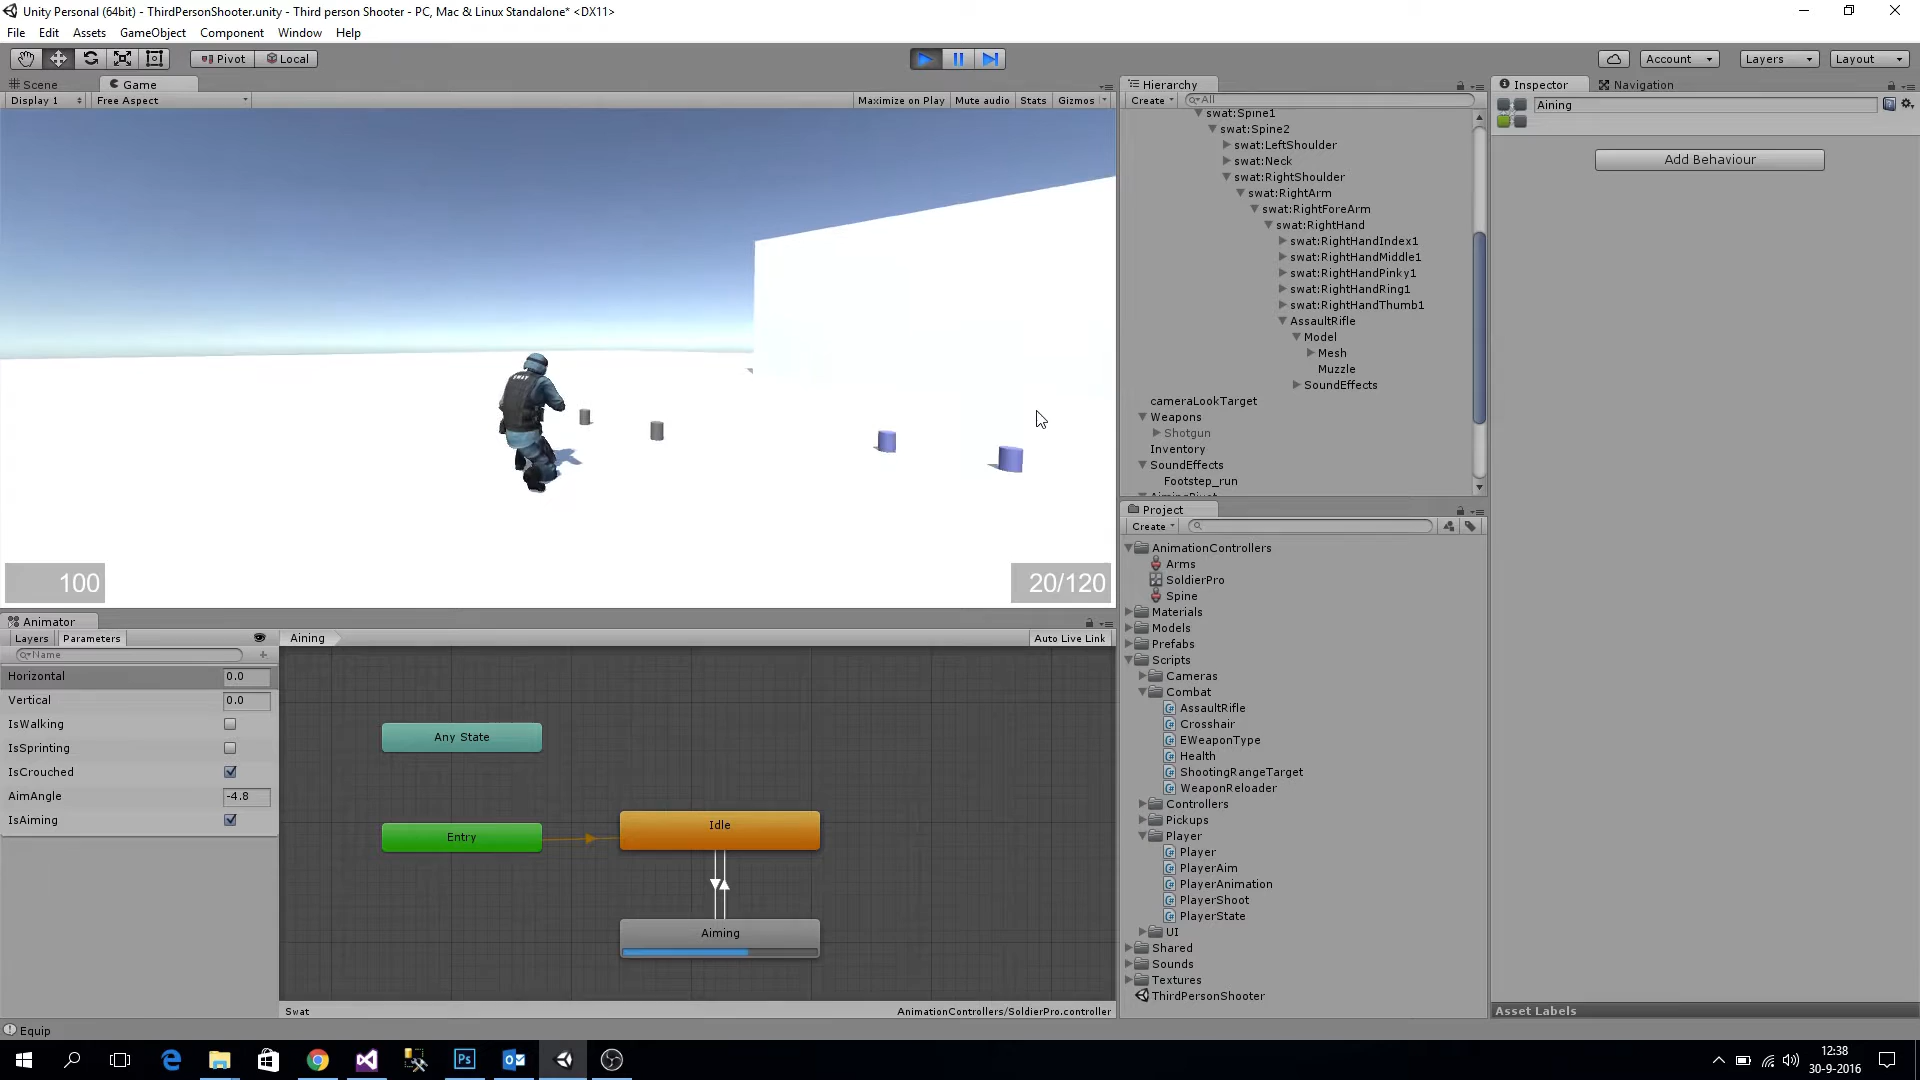 Unity Personal (64bit) - ThirdPersonShooter.unity - Third person Shooter - PC, Mac & Linux Standalone* <DX11>
File Edit Assets GameObject Component Window Help
Pivot Local Account Layers Layout
Scene Game
Display 1 Free Aspect Maximize on Play Mute audio Stats Gizmos
100
20/120
Hierarchy
Create All
swat:Spine1
swat:Spine2
swat:LeftShoulder
swat:Neck
swat:RightShoulder
swat:RightArm
swat:RightForeArm
swat:RightHand
swat:RightHandIndex1
swat:RightHandMiddle1
swat:RightHandPinky1
swat:RightHandRing1
swat:RightHandThumb1
AssaultRifle
Model
Mesh
Muzzle
SoundEffects
cameraLookTarget
Weapons
Shotgun
Inventory
SoundEffects
Footstep_run
AimingPivot
Inspector Navigation
Aining
Add Behaviour
Project
Create
AnimationControllers
Arms
SoldierPro
Spine
Materials
Models
Prefabs
Scripts
Cameras
Combat
AssaultRifle
Crosshair
EWeaponType
Health
ShootingRangeTarget
WeaponReloader
Controllers
Pickups
Player
Player
PlayerAim
PlayerAnimation
PlayerShoot
PlayerState
UI
Shared
Sounds
Textures
ThirdPersonShooter
Asset Labels
Animator
Layers Parameters Aining Auto Live Link
Name
Horizontal 0.0
Vertical 0.0
IsWalking
IsSprinting
IsCrouched
AimAngle -4.8
IsAiming
Any State
Entry
Idle
Aiming
Swat AnimationControllers/SoldierPro.controller
Equip
12:38
30-9-2016